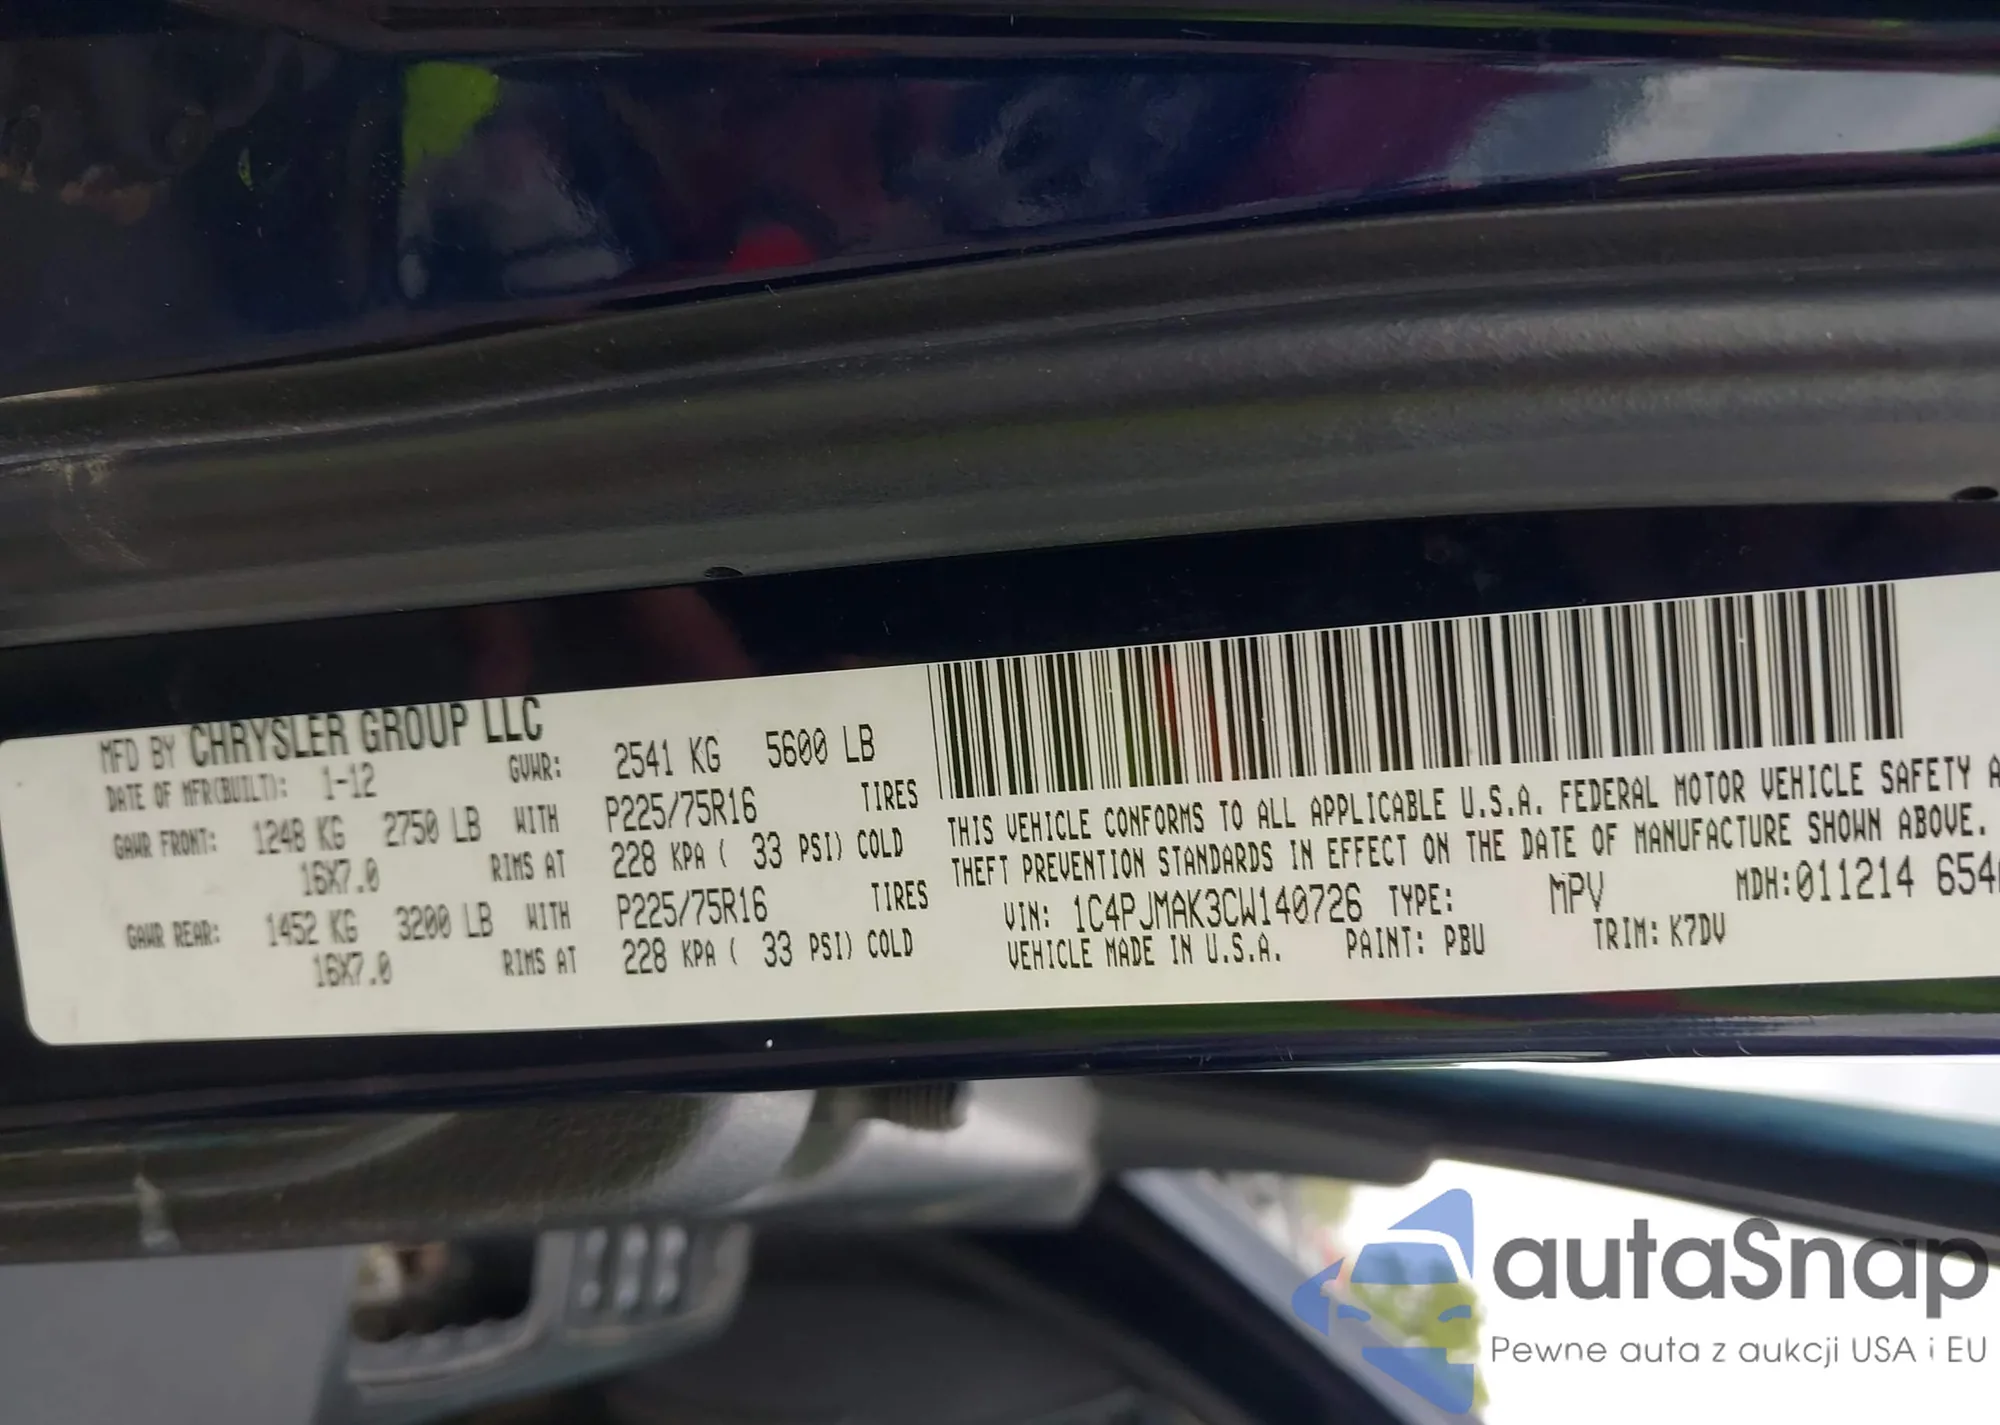 MFD BY CHRYSLER GROUP LLC
DATE OF MFR(BUILT): 1-12 GVWR: 2541 KG 5600 LB
GAWR FRONT: 1248 KG 2750 LB WITH P225/75R16 TIRES
16X7.0 RIMS AT 228 KPA ( 33 PSI) COLD
GAWR REAR: 1452 KG 3200 LB WITH P225/75R16 TIRES
16X7.0 RIMS AT 228 KPA ( 33 PSI) COLD
THIS VEHICLE CONFORMS TO ALL APPLICABLE U.S.A. FEDERAL MOTOR VEHICLE SAFETY A
THEFT PREVENTION STANDARDS IN EFFECT ON THE DATE OF MANUFACTURE SHOWN ABOVE.
VIN: 1C4PJMAK3CW140726 TYPE: MPV MDH:011214 654
VEHICLE MADE IN U.S.A. PAINT: PBU TRIM: K7DV
autaSnap
Pewne auta z aukcji USA i EU